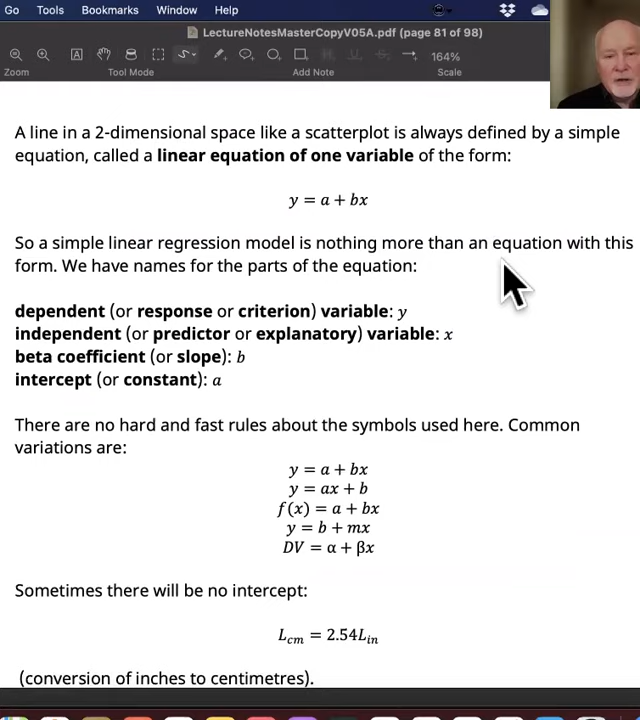 Go Tools Bookmarks Window Help
LectureNotesMasterCopyV05A.pdf (page 81 of 98)
A
164%
Zoom Tool Mode Add Note Scale
A line in a 2-dimensional space like a scatterplot is always defined by a simple
equation, called a linear equation of one variable of the form:
y = a + bx
So a simple linear regression model is nothing more than an equation with this
form. We have names for the parts of the equation:
dependent (or response or criterion) variable: y
independent (or predictor or explanatory) variable: x
beta coefficient (or slope): b
intercept (or constant): a
There are no hard and fast rules about the symbols used here. Common
variations are:
y = a + bx
y = ax + b
f(x) = a + bx
y = b + mx
DV = α + βx
Sometimes there will be no intercept:
L_cm = 2.54L_in
(conversion of inches to centimetres).